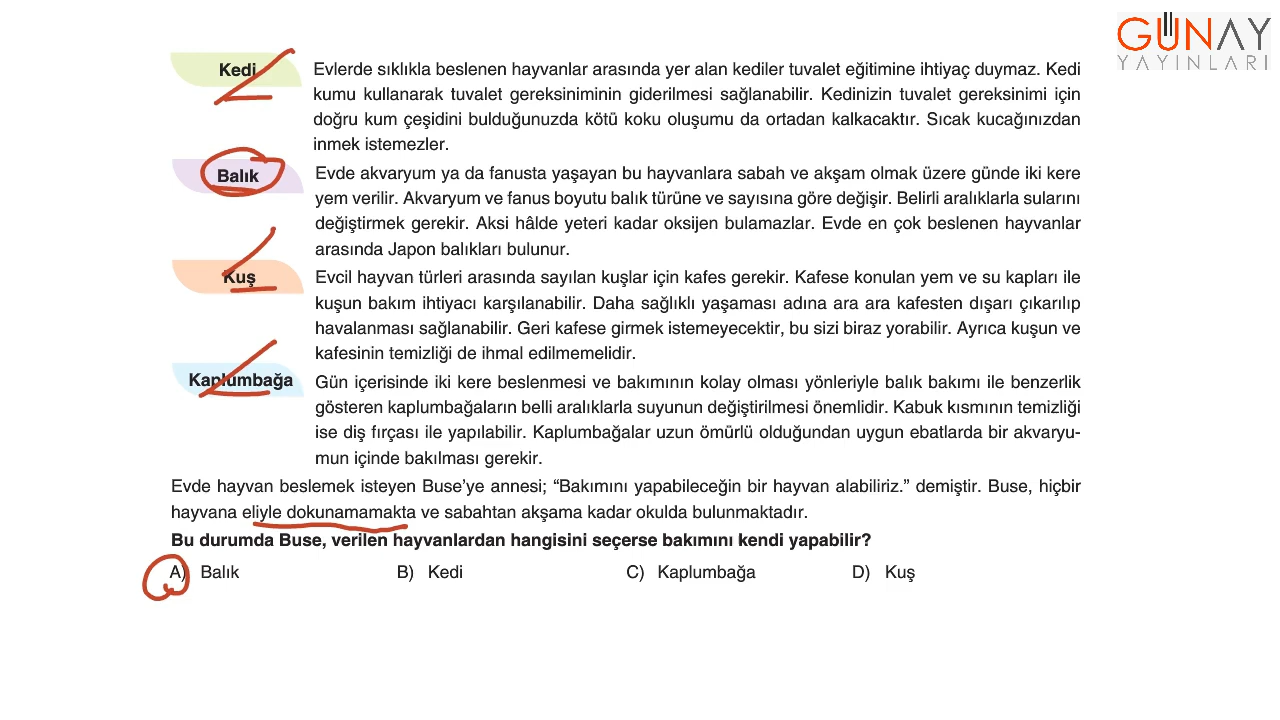 GÜNAY
YAYINLARI
Kedi
Evlerde sıklıkla beslenen hayvanlar arasında yer alan kediler tuvalet eğitimine ihtiyaç duymaz. Kedi
kumu kullanarak tuvalet gereksiniminin giderilmesi sağlanabilir. Kedinizin tuvalet gereksinimi için
doğru kum çeşidini bulduğunuzda kötü koku oluşumu da ortadan kalkacaktır. Sıcak kucağınızdan
inmek istemezler.
Balık
Evde akvaryum ya da fanusta yaşayan bu hayvanlara sabah ve akşam olmak üzere günde iki kere
yem verilir. Akvaryum ve fanus boyutu balık türüne ve sayısına göre değişir. Belirli aralıklarla sularını
değiştirmek gerekir. Aksi hâlde yeteri kadar oksijen bulamazlar. Evde en çok beslenen hayvanlar
arasında Japon balıkları bulunur.
Kuş
Evcil hayvan türleri arasında sayılan kuşlar için kafes gerekir. Kafese konulan yem ve su kapları ile
kuşun bakım ihtiyacı karşılanabilir. Daha sağlıklı yaşaması adına ara ara kafesten dışarı çıkarılıp
havalanması sağlanabilir. Geri kafese girmek istemeyecektir, bu sizi biraz yorabilir. Ayrıca kuşun ve
kafesinin temizliği de ihmal edilmemelidir.
Kaplumbağa
Gün içerisinde iki kere beslenmesi ve bakımının kolay olması yönleriyle balık bakımı ile benzerlik
gösteren kaplumbağaların belli aralıklarla suyunun değiştirilmesi önemlidir. Kabuk kısmının temizliği
ise diş fırçası ile yapılabilir. Kaplumbağalar uzun ömürlü olduğundan uygun ebatlarda bir akvaryu-
mun içinde bakılması gerekir.
Evde hayvan beslemek isteyen Buse’ye annesi; “Bakımını yapabileceğin bir hayvan alabiliriz.” demiştir. Buse, hiçbir
hayvana eliyle dokunamamakta ve sabahtan akşama kadar okulda bulunmaktadır.
Bu durumda Buse, verilen hayvanlardan hangisini seçerse bakımını kendi yapabilir?
A) Balık B) Kedi C) Kaplumbağa D) Kuş